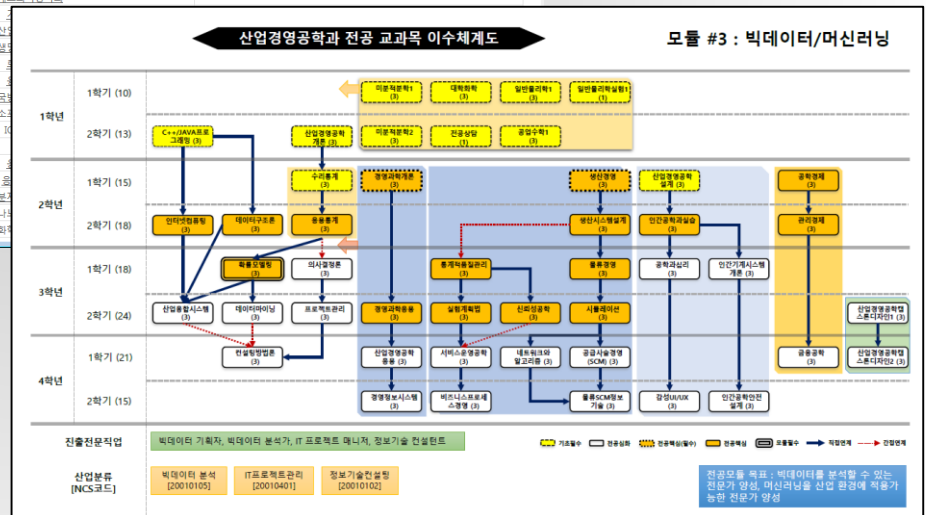 산업경영공학과 전공 교과목 이수체계도
모듈 #3 : 빅데이터/머신러닝
1학년
1학기 (10)
미분적분학1
(3)
대학화학
(3)
일반물리학1
(3)
일반물리학실험1
(1)
2학기 (13)
C++/JAVA프로
그래밍 (3)
산업경영공학
개론 (3)
미분적분학2
(3)
전공상담
(1)
공업수학1
(3)
2학년
1학기 (15)
수리통계
(3)
경영과학개론
(3)
생산경영
(3)
산업경영공학
설계 (3)
공학경제
(3)
2학기 (18)
인터넷컴퓨팅
(3)
데이터구조론
(3)
응용통계
(3)
생산시스템설계
(3)
인간공학과실습
(3)
관리경제
(3)
3학년
1학기 (18)
확률모델링
(3)
의사결정론
(3)
통계적품질관리
(3)
물류경영
(3)
공학심리
(3)
인간기계시스템
개론 (3)
2학기 (24)
산업융합시스템
(3)
데이터마이닝
(3)
프로젝트관리
(3)
경영과학응용
(3)
실험계획법
(3)
신뢰성공학
(3)
시뮬레이션
(3)
산업경영공학캡
스톤디자인1 (3)
4학년
1학기 (21)
컨설팅방법론
(3)
산업경영공학
응용 (3)
서비스운영공학
(3)
네트워크와
알고리즘 (3)
공급사슬경영
(SCM) (3)
금융공학
(3)
산업경영공학캡
스톤디자인2 (3)
2학기 (15)
경영정보시스템
(3)
비즈니스프로세
스경영 (3)
물류SCM정보
기술 (3)
감성UI/UX
(3)
인간공학안전
설계 (3)
진출전문직업
빅데이터 기획자, 빅데이터 분석가, IT 프로젝트 매니저, 정보기술 컨설턴트
기초필수
전공심화
전공핵심(필수)
전공핵심
모듈필수
직접연계
간접연계
산업분류
[NCS코드]
빅데이터 분석
[20010105]
IT프로젝트관리
[20010401]
정보기술컨설팅
[20010102]
전공모듈 목표 : 빅데이터를 분석할 수 있는
전문가 양성, 머신러닝을 산업 환경에 적용가
능한 전문가 양성